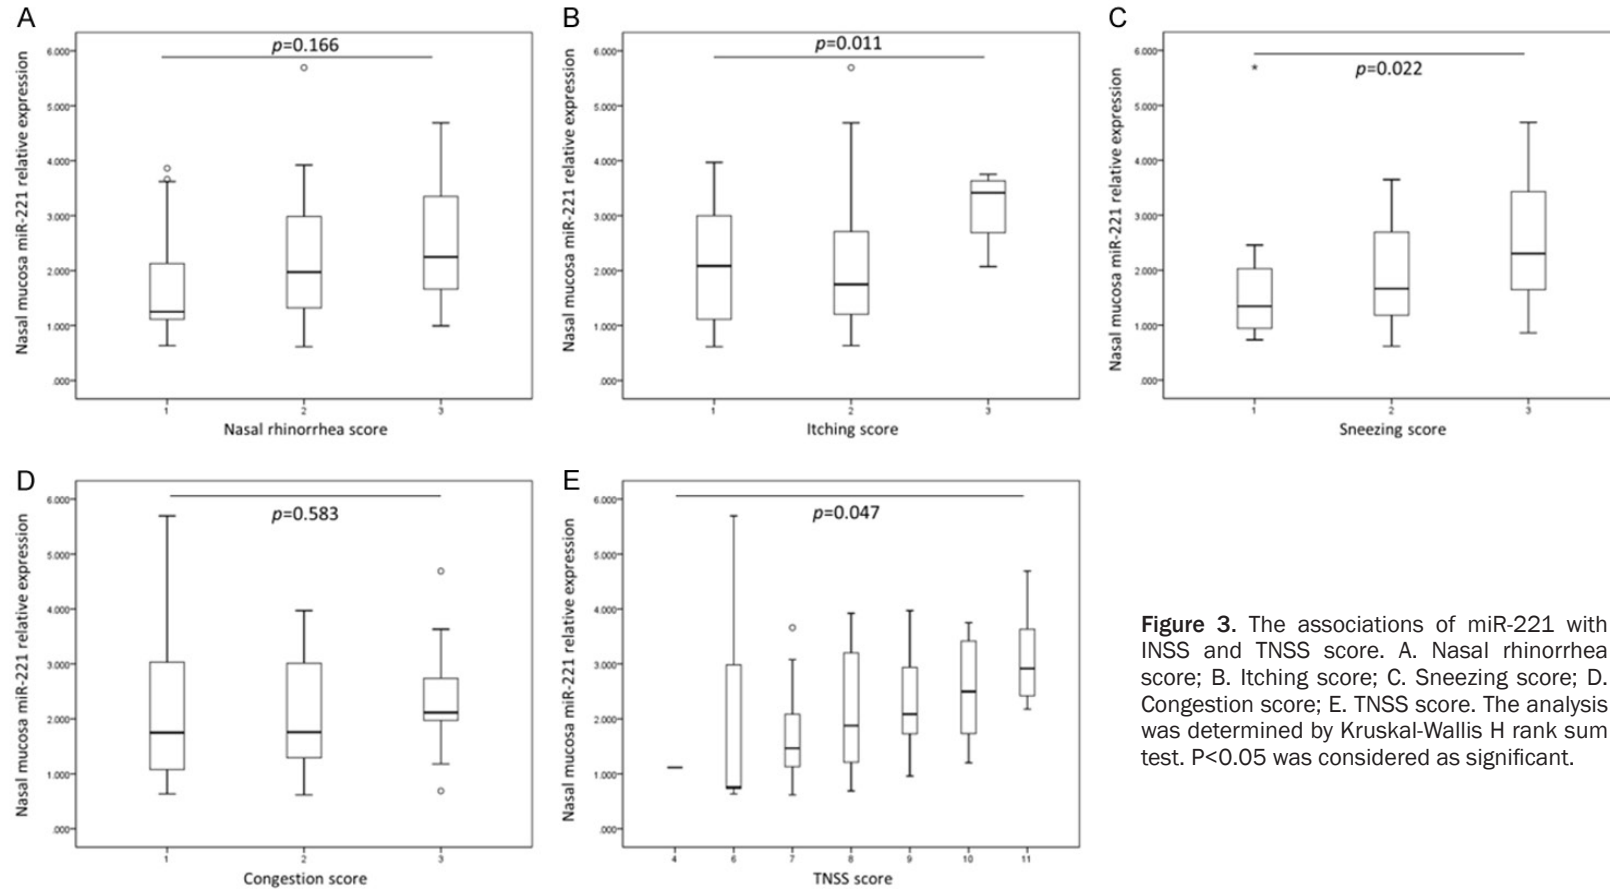 A
Nasal mucosa miR-221 relative expression
6.000
5.000
4.000
3.000
2.000
1.000
.000
p=0.166
1 2 3
Nasal rhinorrhea score
B
Nasal mucosa miR-221 relative expression
6.000
5.000
4.000
3.000
2.000
1.000
.000
p=0.011
1 2 3
Itching score
C
Nasal mucosa miR-221 relative expression
6.000
5.000
4.000
3.000
2.000
1.000
.000
p=0.022
*
1 2 3
Sneezing score
D
Nasal mucosa miR-221 relative expression
6.000
5.000
4.000
3.000
2.000
1.000
.000
p=0.583
1 2 3
Congestion score
E
Nasal mucosa miR-221 relative expression
6.000
5.000
4.000
3.000
2.000
1.000
.000
p=0.047
4 6 7 8 9 10 11
TNSS score
Figure 3. The associations of miR-221 with
INSS and TNSS score. A. Nasal rhinorrhea
score; B. Itching score; C. Sneezing score; D.
Congestion score; E. TNSS score. The analysis
was determined by Kruskal-Wallis H rank sum
test. P<0.05 was considered as significant.